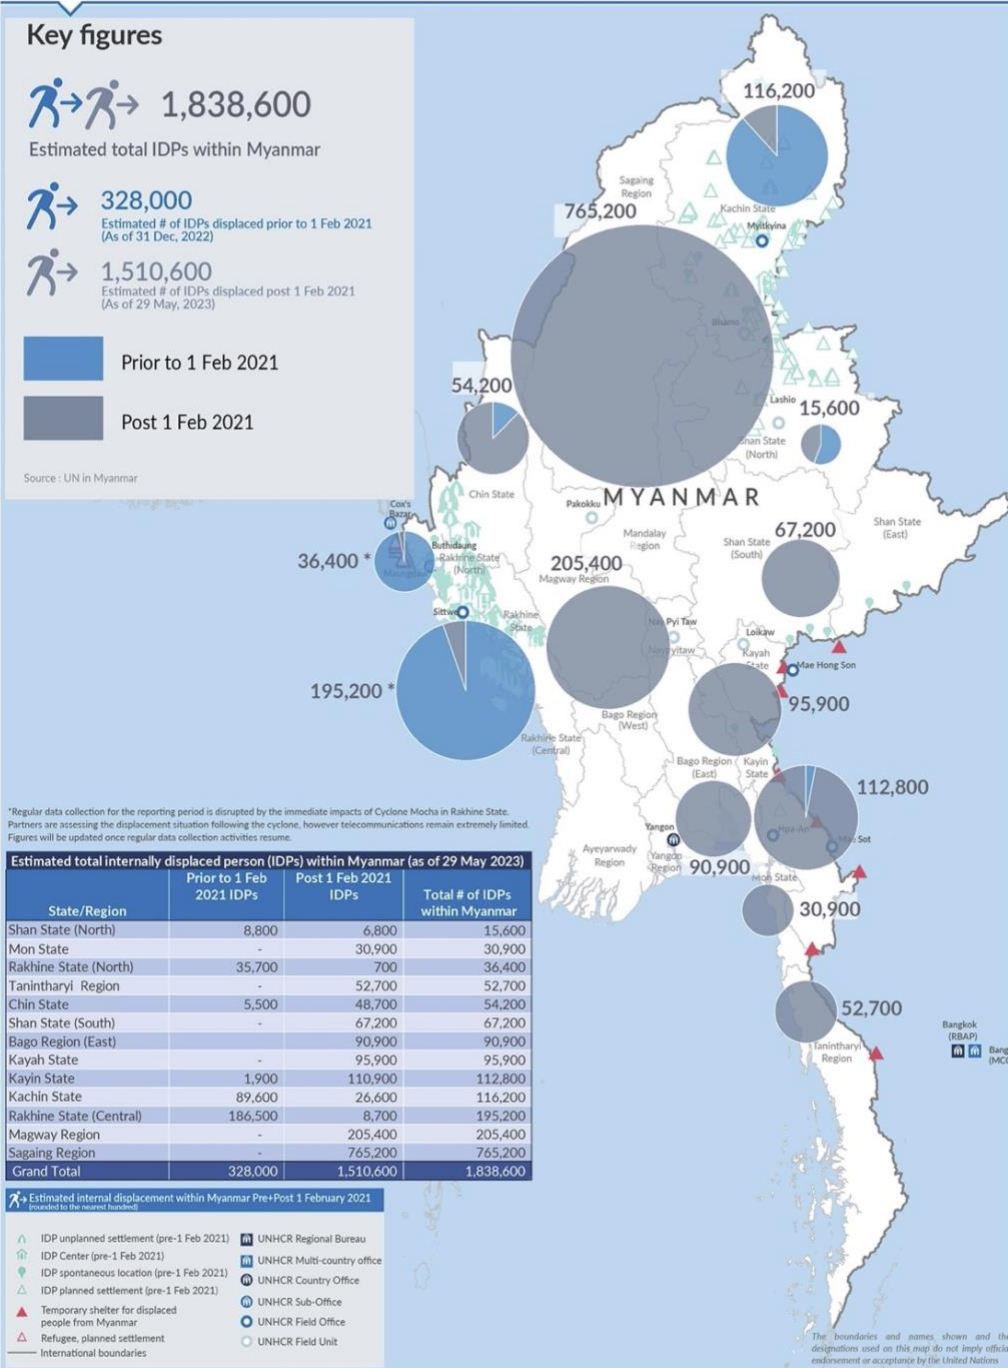 Key figures
1,838,600
Estimated total IDPs within Myanmar
328,000
Estimated # of IDPs displaced prior to 1 Feb 2021
(As of 31 Dec, 2022)
1,510,600
Estimated # of IDPs displaced post 1 Feb 2021
(As of 29 May, 2023)
Prior to 1 Feb 2021
Post 1 Feb 2021
Source : UN in Myanmar
116,200
Sagaing
Region
765,200
Kachin State
Myitkyina
Bhamo
54,200
Lashio
15,600
Shan State
(North)
Chin State
Pakokku
MYANMAR
Cox's
Bazar
Mandalay
Region
67,200
Shan State
(South)
Shan State
(East)
Buthidaung
36,400 *
Rakhine State
(North)
Maungdaw
205,400
Magway Region
Sittwe
Rakhine
State
Nay Pyi Taw
Naypyitaw
Loikaw
Kayah
State
Mae Hong Son
195,200 *
95,900
Bago Region
(West)
Rakhine State
(Central)
Bago Region
(East)
Kayin
State
112,800
Hpa-An
Mae Sot
Yangon
Ayeyarwady
Region
Yangon
Region
90,900
Mon State
30,900
52,700
Tanintharyi
Region
Bangkok
(RBAP)
*Regular data collection for the reporting period is disrupted by the immediate impacts of Cyclone Mocha in Rakhine State.
Partners are assessing the displacement situation following the cyclone, however telecommunications remain extremely limited.
Figures will be updated once regular data collection activities resume.
Estimated total internally displaced person (IDPs) within Myanmar (as of 29 May 2023)
State/Region Prior to 1 Feb 2021 IDPs Post 1 Feb 2021 IDPs Total # of IDPs within Myanmar
Shan State (North) 8,800 6,800 15,600
Mon State - 30,900 30,900
Rakhine State (North) 35,700 700 36,400
Tanintharyi Region - 52,700 52,700
Chin State 5,500 48,700 54,200
Shan State (South) - 67,200 67,200
Bago Region (East) 90,900 90,900
Kayah State - 95,900 95,900
Kayin State 1,900 110,900 112,800
Kachin State 89,600 26,600 116,200
Rakhine State (Central) 186,500 8,700 195,200
Magway Region - 205,400 205,400
Sagaing Region - 765,200 765,200
Grand Total 328,000 1,510,600 1,838,600
Estimated internal displacement within Myanmar Pre+Post 1 February 2021
(rounded to the nearest hundred)
IDP unplanned settlement (pre-1 Feb 2021)
IDP Center (pre-1 Feb 2021)
IDP spontaneous location (pre-1 Feb 2021)
IDP planned settlement (pre-1 Feb 2021)
Temporary shelter for displaced
people from Myanmar
Refugee, planned settlement
International boundaries
UNHCR Regional Bureau
UNHCR Multi-country office
UNHCR Country Office
UNHCR Sub-Office
UNHCR Field Office
UNHCR Field Unit
The boundaries and names shown and the
designations used on this map do not imply official
endorsement or acceptance by the United Nations